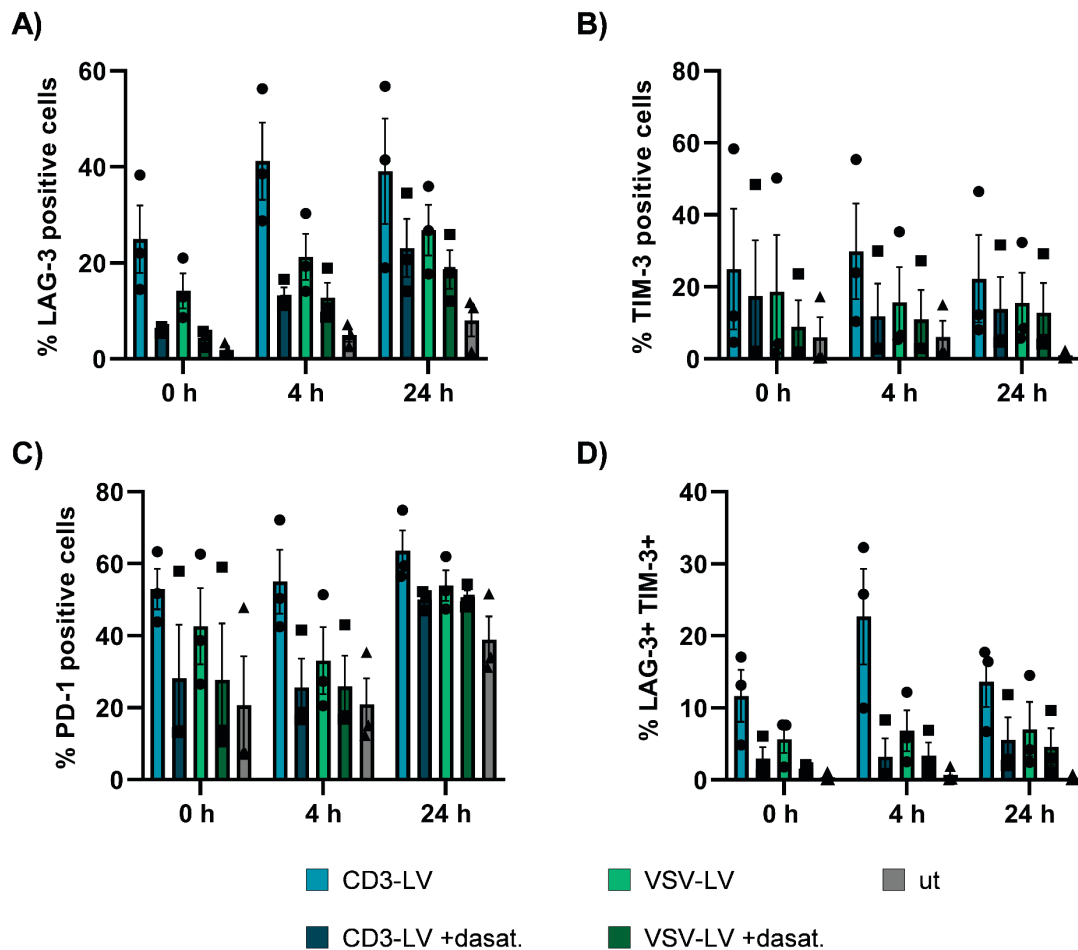 A)
% LAG-3 positive cells
60
40
20
0
0 h 4 h 24 h
B)
% TIM-3 positive cells
80
60
40
20
0
0 h 4 h 24 h
C)
% PD-1 positive cells
80
60
40
20
0
0 h 4 h 24 h
D)
% LAG-3+ TIM-3+
40
30
20
10
0
0 h 4 h 24 h
CD3-LV VSV-LV ut
CD3-LV +dasat. VSV-LV +dasat.